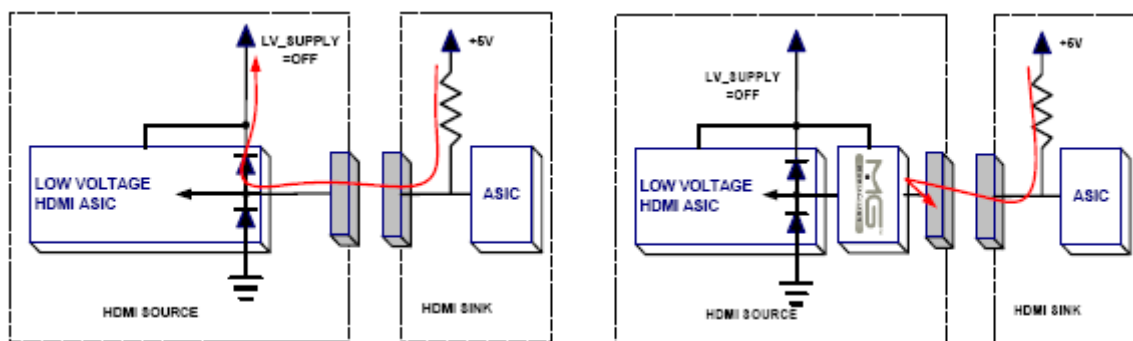 LV_SUPPLY
=OFF
+5V
LOW VOLTAGE
HDMI ASIC
ASIC
HDMI SOURCE
HDMI SINK
LV_SUPPLY
=OFF
+5V
LOW VOLTAGE
HDMI ASIC
MG
ASIC
HDMI SOURCE
HDMI SINK